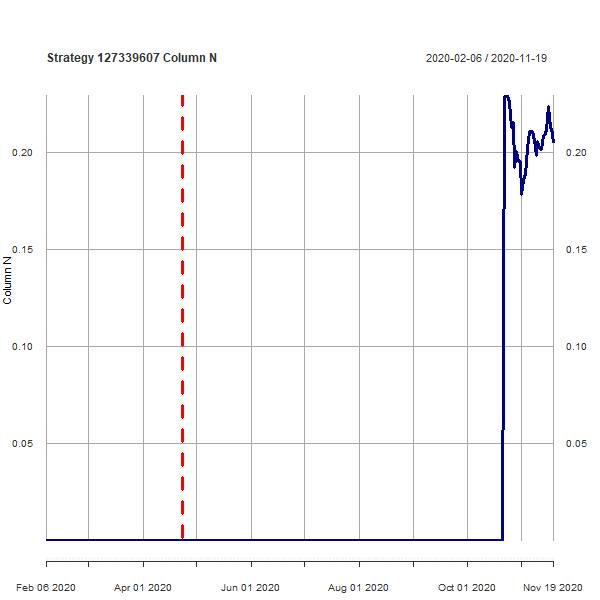 Strategy 127339607 Column N
2020-02-06 / 2020-11-19
0.20
0.20
0.15
0.15
Column N
0.10
0.10
0.05
0.05
Feb 06 2020
Apr 01 2020
Jun 01 2020
Aug 01 2020
Oct 01 2020
Nov 19 2020